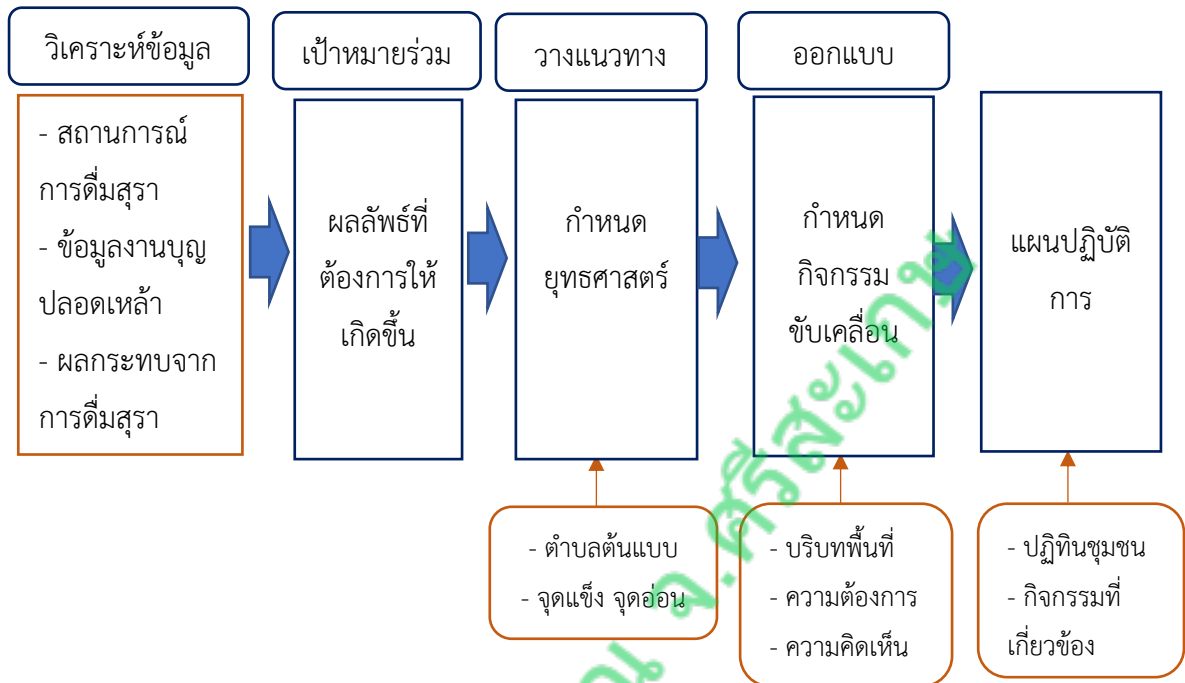 วิเคราะห์ข้อมูล
- สถานการณ์
การดื่มสุรา
- ข้อมูลงานบุญ
ปลอดเหล้า
- ผลกระทบจาก
การดื่มสุรา
เป้าหมายร่วม
ผลลัพธ์ที่
ต้องการให้
เกิดขึ้น
วางแนวทาง
กำหนด
ยุทธศาสตร์
- ตำบลต้นแบบ
- จุดแข็ง จุดอ่อน
ออกแบบ
กำหนด
กิจกรรม
ขับเคลื่อน
- บริบทพื้นที่
- ความต้องการ
- ความคิดเห็น
แผนปฏิบัติ
การ
- ปฏิทินชุมชน
- กิจกรรมที่
เกี่ยวข้อง
จ.ศรีสะเกษ